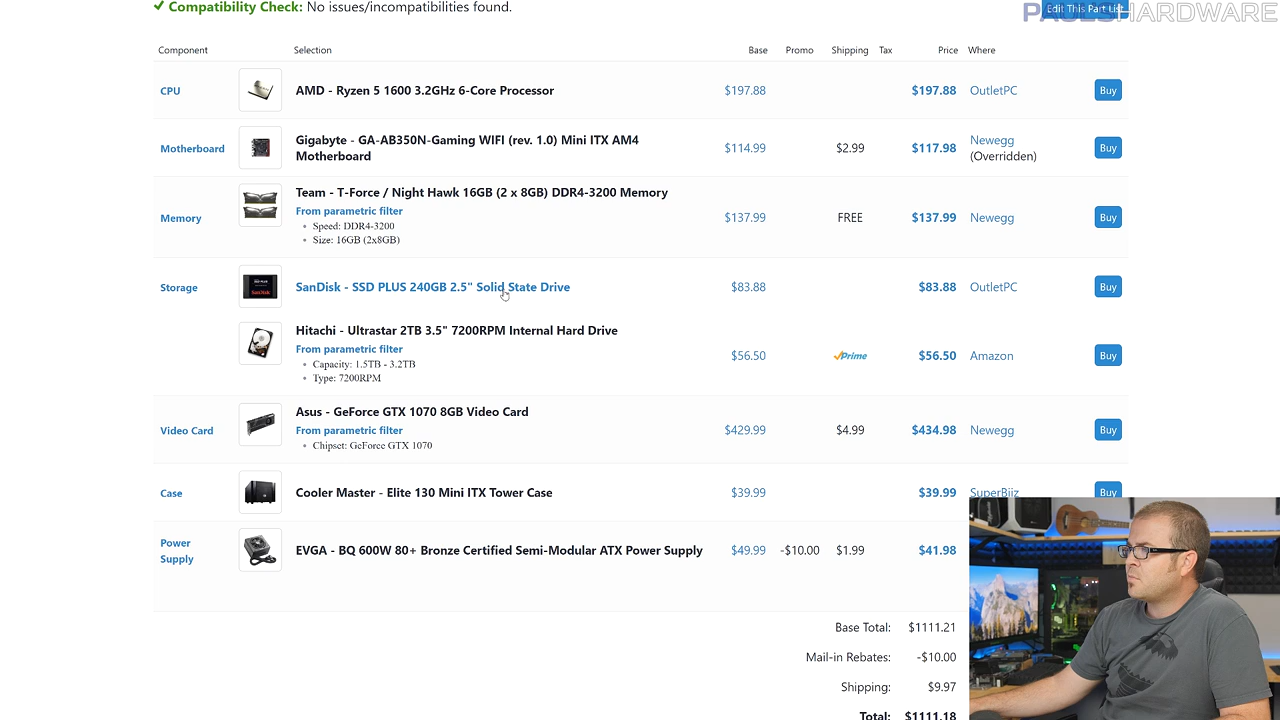 Compatibility Check: No issues/incompatibilities found.
Edit This Part List
PAULSHARDWARE
Component Selection Base Promo Shipping Tax Price Where
CPU AMD - Ryzen 5 1600 3.2GHz 6-Core Processor $197.88 $197.88 OutletPC Buy
Motherboard Gigabyte - GA-AB350N-Gaming WIFI (rev. 1.0) Mini ITX AM4
Motherboard $114.99 $2.99 $117.98 Newegg
(Overridden) Buy
Memory Team - T-Force / Night Hawk 16GB (2 x 8GB) DDR4-3200 Memory
From parametric filter
• Speed: DDR4-3200
• Size: 16GB (2x8GB)
$137.99 FREE $137.99 Newegg Buy
Storage SanDisk - SSD PLUS 240GB 2.5" Solid State Drive $83.88 $83.88 OutletPC Buy
Hitachi - Ultrastar 2TB 3.5" 7200RPM Internal Hard Drive
From parametric filter
• Capacity: 1.5TB - 3.2TB
• Type: 7200RPM
$56.50 Prime $56.50 Amazon Buy
Video Card Asus - GeForce GTX 1070 8GB Video Card
From parametric filter
• Chipset: GeForce GTX 1070
$429.99 $4.99 $434.98 Newegg Buy
Case Cooler Master - Elite 130 Mini ITX Tower Case $39.99 $39.99 SuperBiiz Buy
Power
Supply EVGA - BQ 600W 80+ Bronze Certified Semi-Modular ATX Power Supply $49.99 -$10.00 $1.99 $41.98
Base Total: $1111.21
Mail-in Rebates: -$10.00
Shipping: $9.97
Total: $1111.18